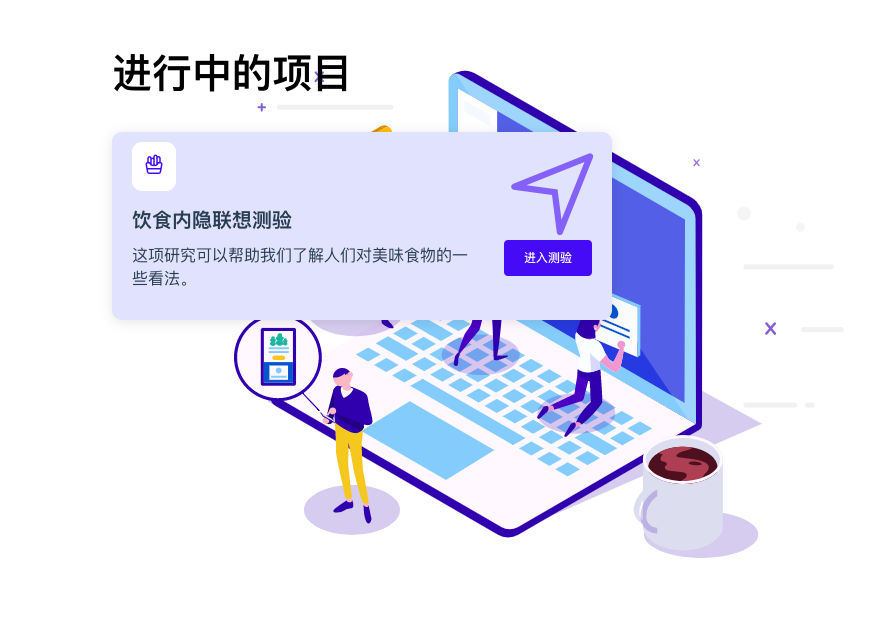 进行中的项目
饮食内隐联想测验
这项研究可以帮助我们了解人们对美味食物的一
些看法。
进入测验